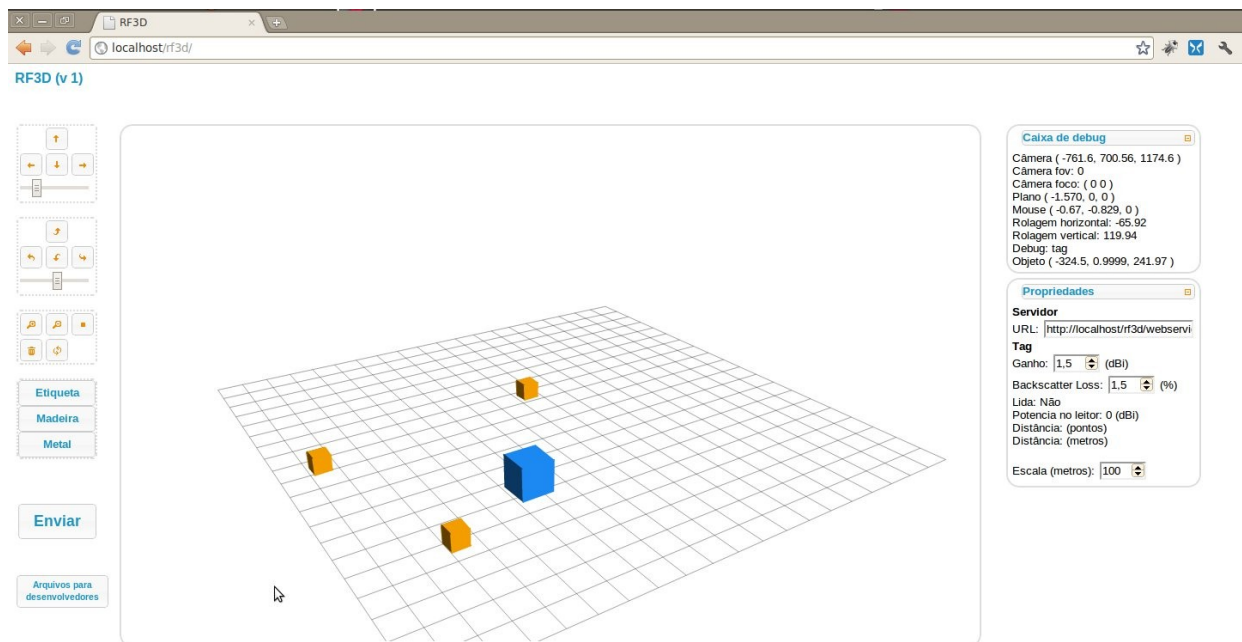 RF3D
localhost/rf3d/
RF3D (v 1)
Etiqueta
Madeira
Metal
Enviar
Arquivos para
desenvolvedores
Caixa de debug
Câmera ( -761.6, 700.56, 1174.6 )
Câmera fov: 0
Câmera foco: ( 0 0 )
Plano ( -1.570, 0, 0 )
Mouse ( -0.67, -0.829, 0 )
Rolagem horizontal: -65.92
Rolagem vertical: 119.94
Debug: tag
Objeto ( -324.5, 0.9999, 241.97 )
Propriedades
Servidor
URL: http://localhost/rf3d/webservi
Tag
Ganho: 1,5 (dBi)
Backscatter Loss: 1,5 (%)
Lida: Não
Potencia no leitor: 0 (dBi)
Distância: (pontos)
Distância: (metros)
Escala (metros): 100